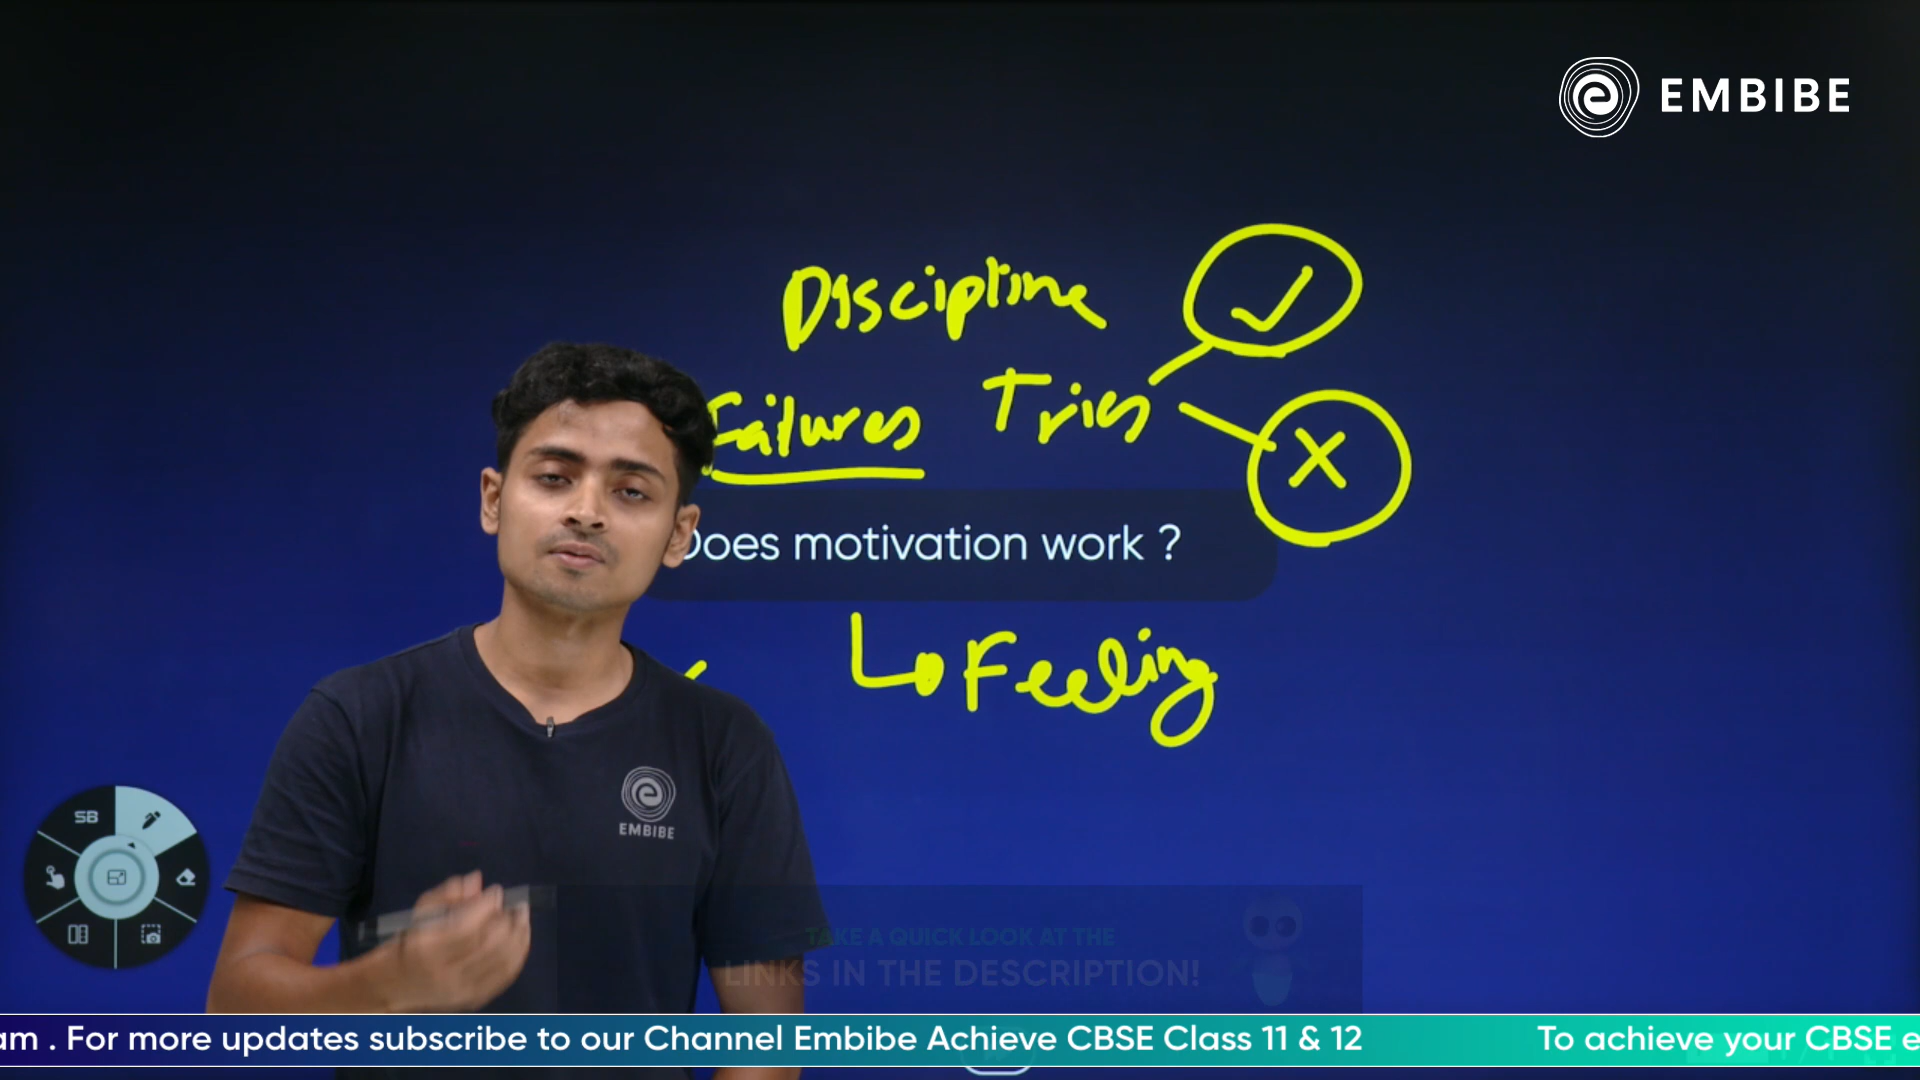 EMBIBE
Discipline
Failures Tries
Does motivation work ?
Feeling
SB
EMBIBE
TAKE A QUICK LOOK AT THE
LINKS IN THE DESCRIPTION!
am . For more updates subscribe to our Channel Embibe Achieve CBSE Class 11 & 12 To achieve your CBSE e